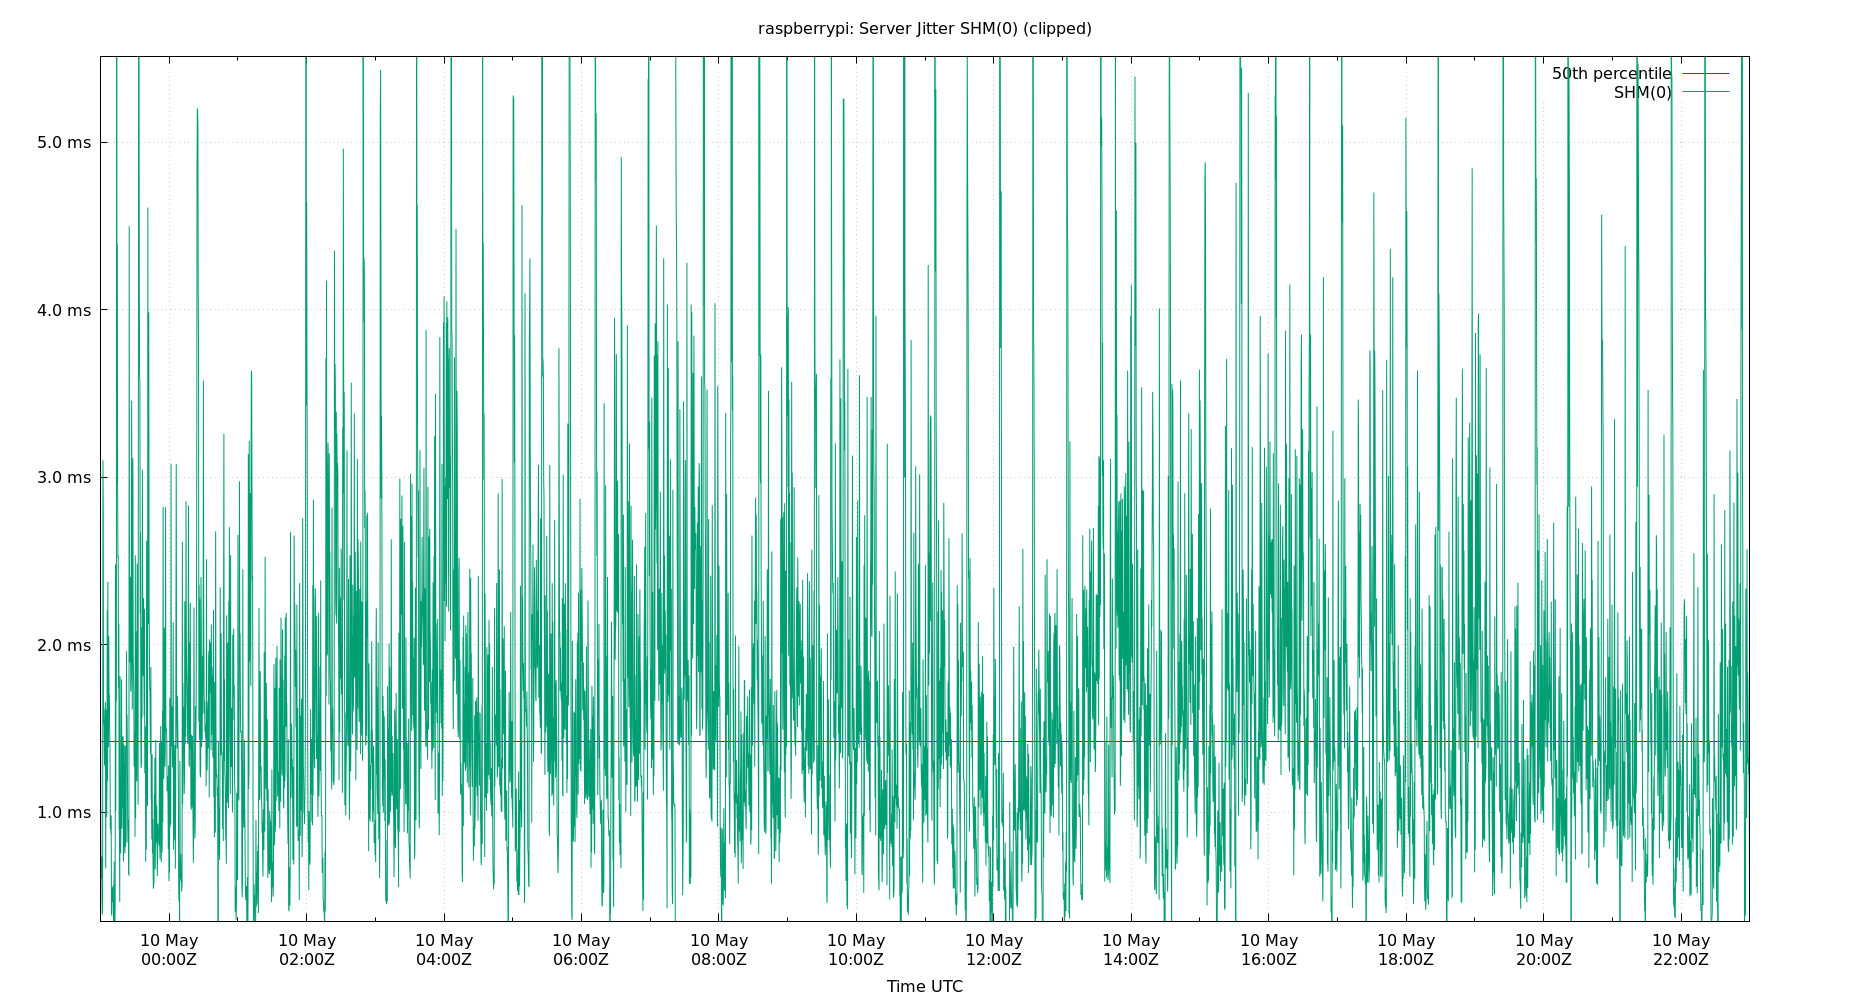 raspberrypi: Server Jitter SHM(0) (clipped)
50th percentile
SHM(0)
5.0 ms
4.0 ms
3.0 ms
2.0 ms
1.0 ms
10 May 10 May 10 May 10 May 10 May 10 May 10 May 10 May 10 May 10 May 10 May 10 May
00:00Z 02:00Z 04:00Z 06:00Z 08:00Z 10:00Z 12:00Z 14:00Z 16:00Z 18:00Z 20:00Z 22:00Z
Time UTC